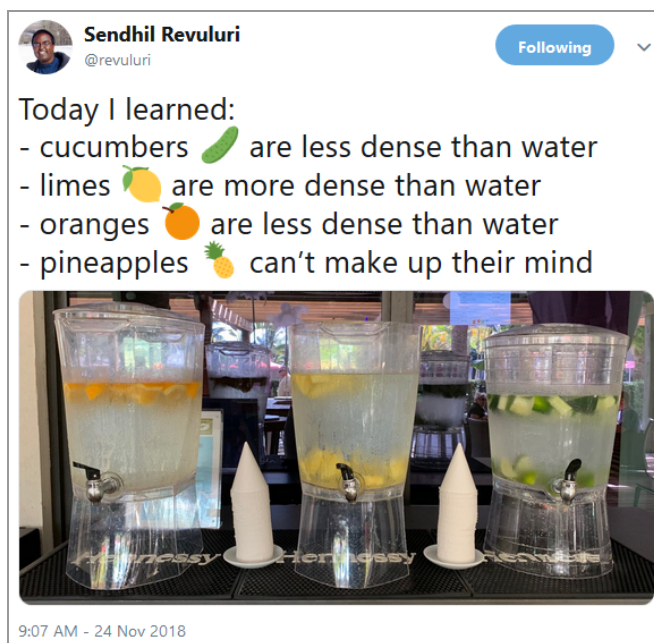 Sendhil Revuluri
@revuluri
Following
Today I learned:
- cucumbers 🥒 are less dense than water
- limes 🍋 are more dense than water
- oranges 🍊 are less dense than water
- pineapples 🍍 can’t make up their mind
Hennessy Hennessy
9:07 AM - 24 Nov 2018